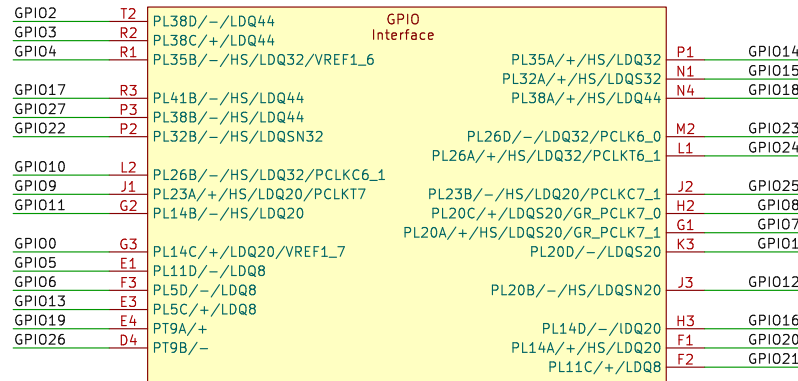 GPIO
Interface
GPIO2 T2 PL38D/-/LDQ44
GPIO3 R2 PL38C/+/LDQ44
GPIO4 R1 PL35B/-/HS/LDQ32/VREF1_6
GPIO17 R3 PL41B/-/HS/LDQ44
GPIO27 P3 PL38B/-/HS/LDQ44
GPIO22 P2 PL32B/-/HS/LDQSN32
GPIO10 L2 PL26B/-/HS/LDQ32/PCLKC6_1
GPIO9 J1 PL23A/+/HS/LDQ20/PCLKT7
GPIO11 G2 PL14B/-/HS/LDQ20
GPIO0 G3 PL14C/+/LDQ20/VREF1_7
GPIO5 E1 PL11D/-/LDQ8
GPIO6 F3 PL5D/-/LDQ8
GPIO13 E3 PL5C/+/LDQ8
GPIO19 E4 PT9A/+
GPIO26 D4 PT9B/-
PL35A/+/HS/LDQ32 P1 GPIO14
PL32A/+/HS/LDQS32 N1 GPIO15
PL38A/+/HS/LDQ44 N4 GPIO18
PL26D/-/LDQ32/PCLK6_0 M2 GPIO23
PL26A/+/HS/LDQ32/PCLKT6_1 L1 GPIO24
PL23B/-/HS/LDQ20/PCLKC7_1 J2 GPIO25
PL20C/+/LDQS20/GR_PCLK7_0 H2 GPIO8
PL20A/+/HS/LDQS20/GR_PCLK7_1 G1 GPIO7
PL20D/-/LDQS20 K3 GPIO1
PL20B/-/HS/LDQSN20 J3 GPIO12
PL14D/-/lDQ20 H3 GPIO16
PL14A/+/HS/LDQ20 F1 GPIO20
PL11C/+/LDQ8 F2 GPIO21